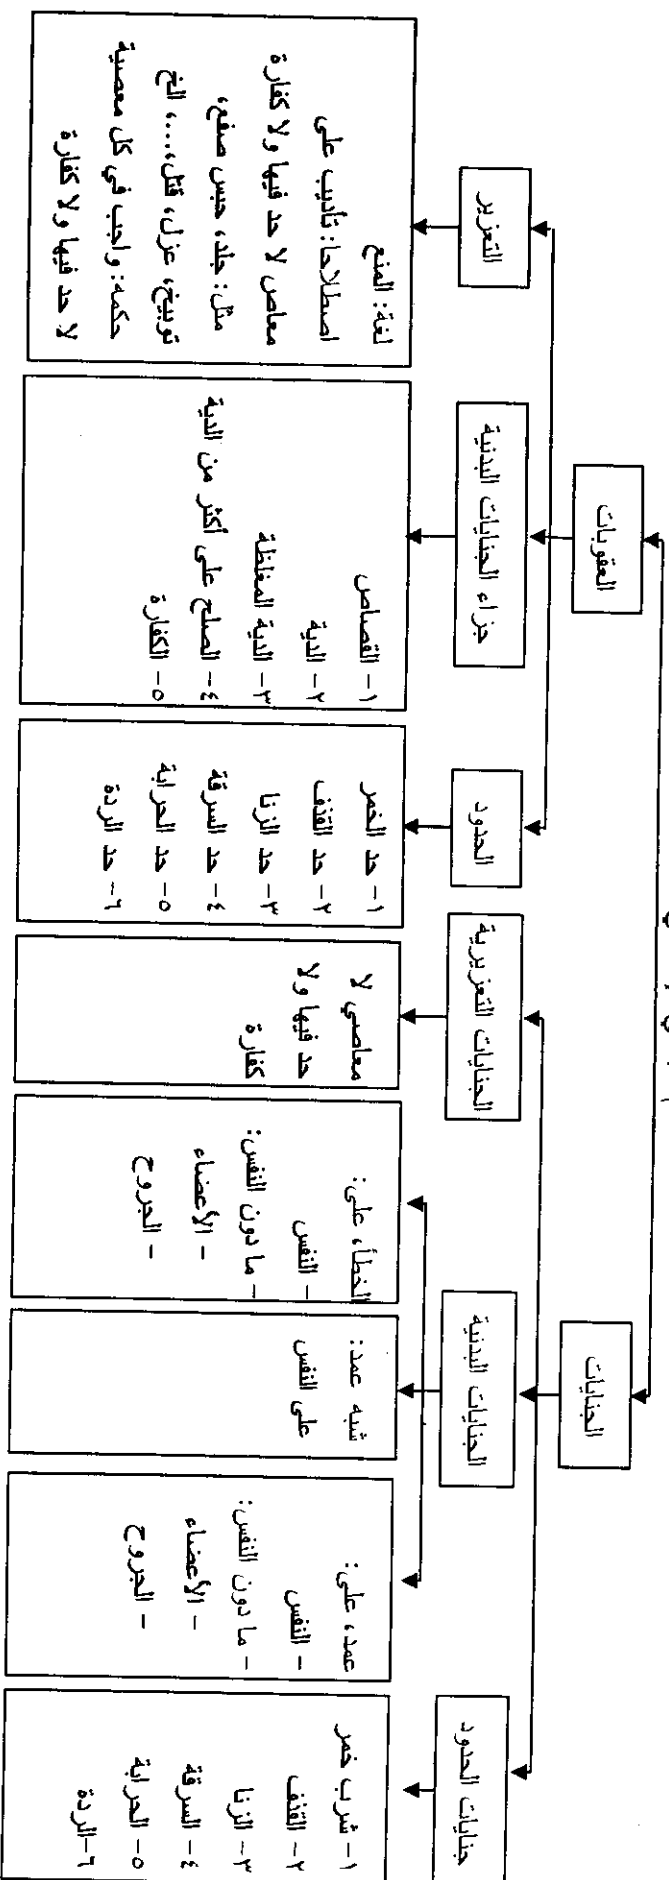 الجنايات
العقوبات
جنايات الحدود
الجنايات البدنية
الجنايات التعزيرية
الحدود
جزاء الجنايات البدنية
التعزير
١- شرب خمر
٢- القذف
٣- الزنا
٤- السرقة
٥- الحرابة
٦-الردة
عمد، على:
- النفس
- ما دون النفس:
- الأعضاء
- الجروح
شبه عمد:
على النفس
الخطأ، على:
- النفس
- ما دون النفس:
- الأعضاء
- الجروح
معاصي لا
حد فيها ولا
كفارة
١- حد الخمر
٢- حد القذف
٣- حد الزنا
٤- حد السرقة
٥- حد الحرابة
٦- حد الردة
١- القصاص
٢- الدية
٣- الدية المغلظة
٤- الصلح على أكثر من الدية
٥- الكفارة
لغة: المنع
اصطلاحا: تأديب على
معاص لا حد فيها ولا كفارة
مثل: جلد، حبس صفع،
توبيخ، عزل، قتل،...، الخ
حكمه: واجب في كل معصية
لا حد فيها ولا كفارة